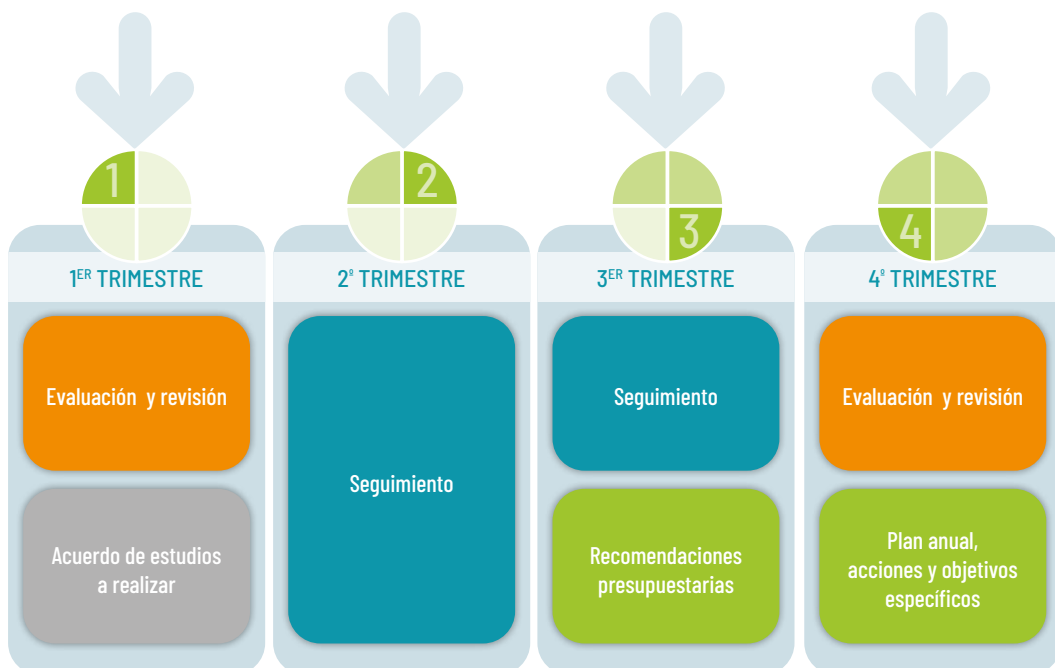 1
2
3
4
1ER TRIMESTRE
2º TRIMESTRE
3ER TRIMESTRE
4º TRIMESTRE
Evaluación y revisión
Acuerdo de estudios
a realizar
Seguimiento
Seguimiento
Recomendaciones
presupuestarias
Evaluación y revisión
Plan anual,
acciones y objetivos
específicos